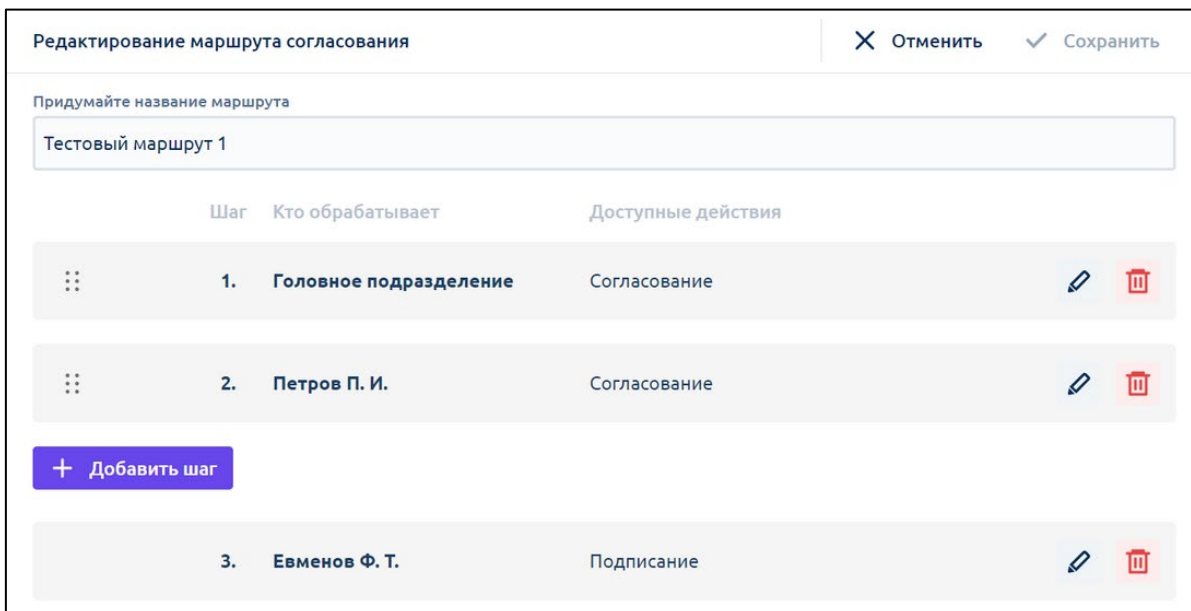 Редактирование маршрута согласования Отменить Сохранить
Придумайте название маршрута
Тестовый маршрут 1
Шаг Кто обрабатывает Доступные действия
1. Головное подразделение Согласование
2. Петров П. И. Согласование
+ Добавить шаг
3. Евменов Ф. Т. Подписание